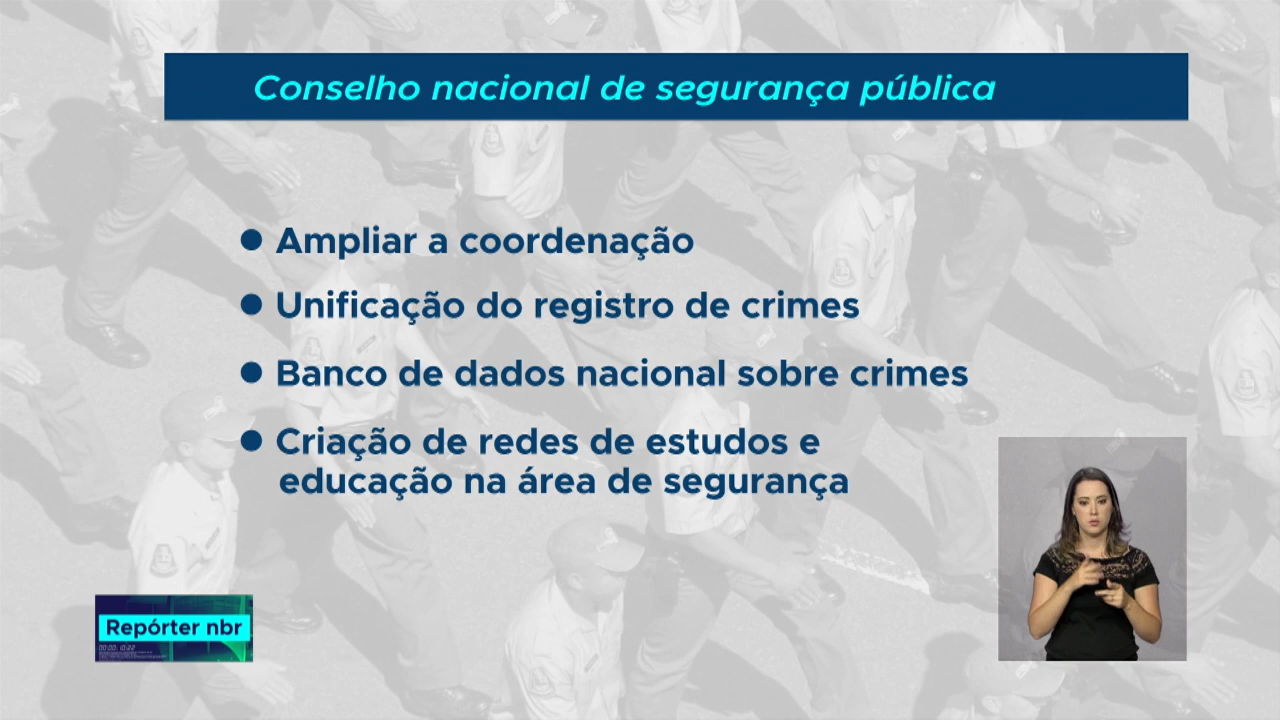 Conselho nacional de segurança pública
● Ampliar a coordenação
● Unificação do registro de crimes
● Banco de dados nacional sobre crimes
● Criação de redes de estudos e
educação na área de segurança
Repórter nbr